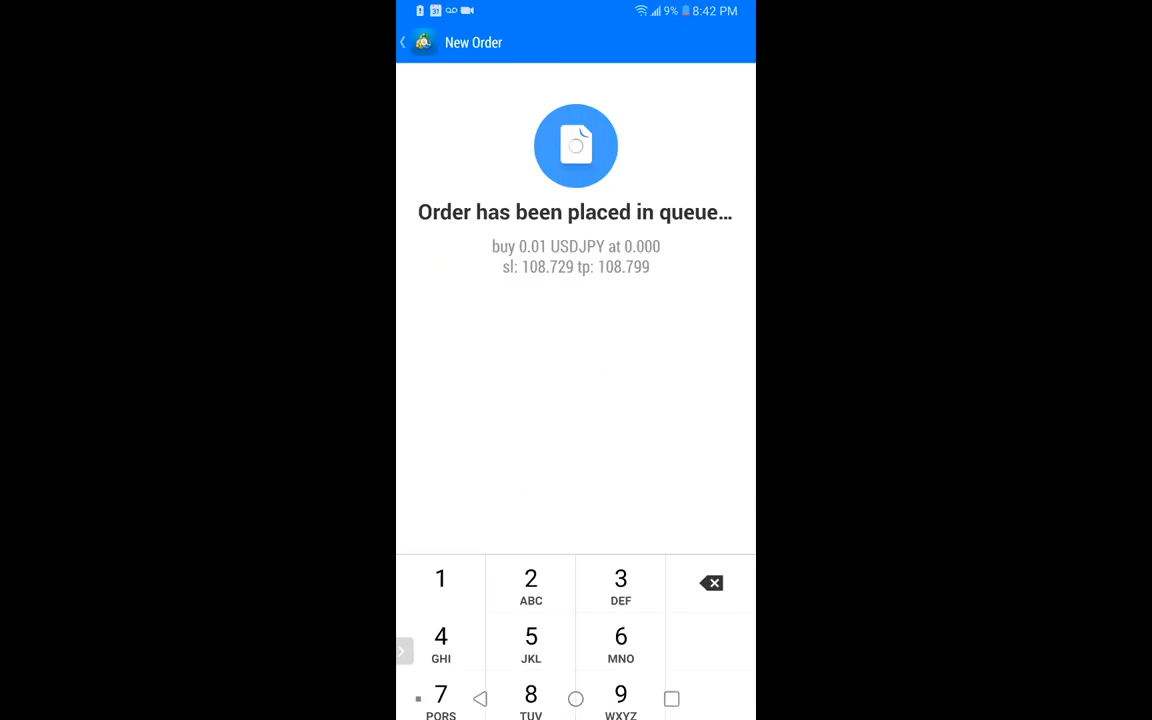 31 9% 8:42 PM
New Order
Order has been placed in queue...
buy 0.01 USDJPY at 0.000
sl: 108.729 tp: 108.799
1 2 3
ABC DEF
4 5 6
GHI JKL MNO
7 8 9
PQRS TUV WXYZ